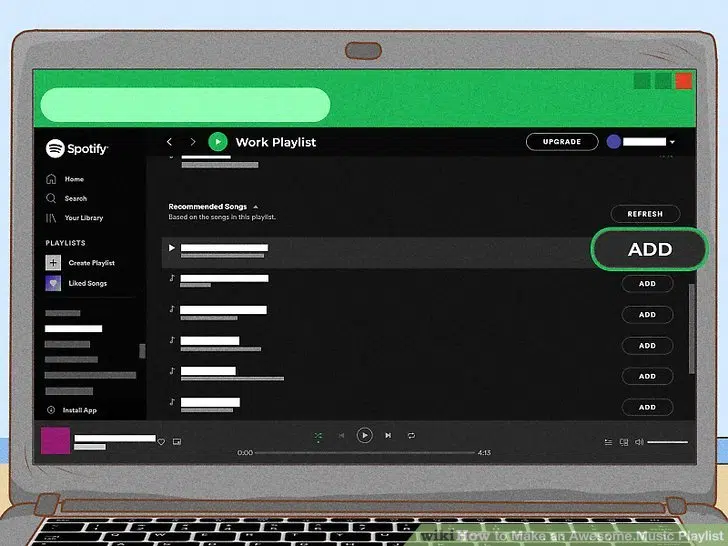 Spotify
Work Playlist
UPGRADE
Home
Search
Your Library
PLAYLISTS
Create Playlist
Liked Songs
Install App
Recommended Songs
Based on the songs in this playlist.
REFRESH
ADD
ADD
ADD
ADD
ADD
ADD
0:00
4:13
wikiHow to Make an Awesome Music Playlist